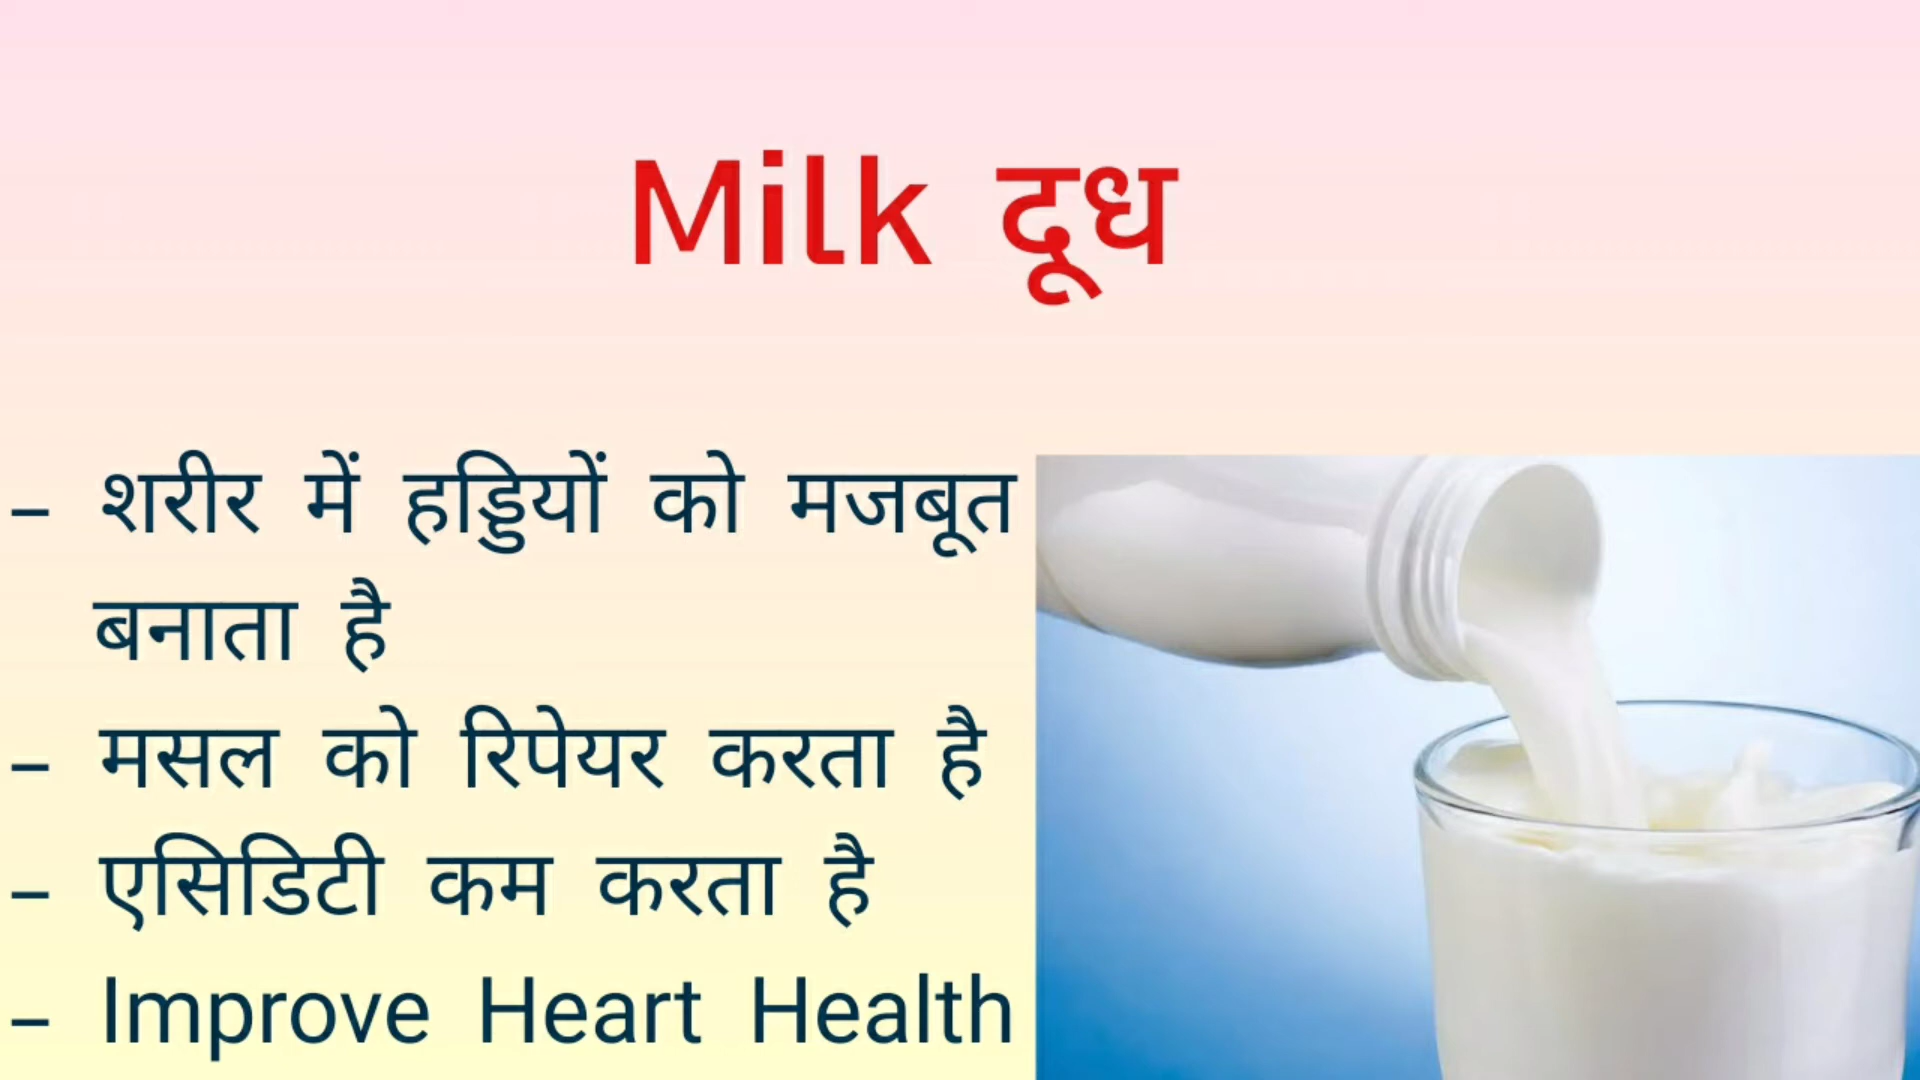 Milk दूध
– शरीर में हड्डियों को मजबूत
बनाता है
– मसल को रिपेयर करता है
– एसिडिटी कम करता है
– Improve Heart Health